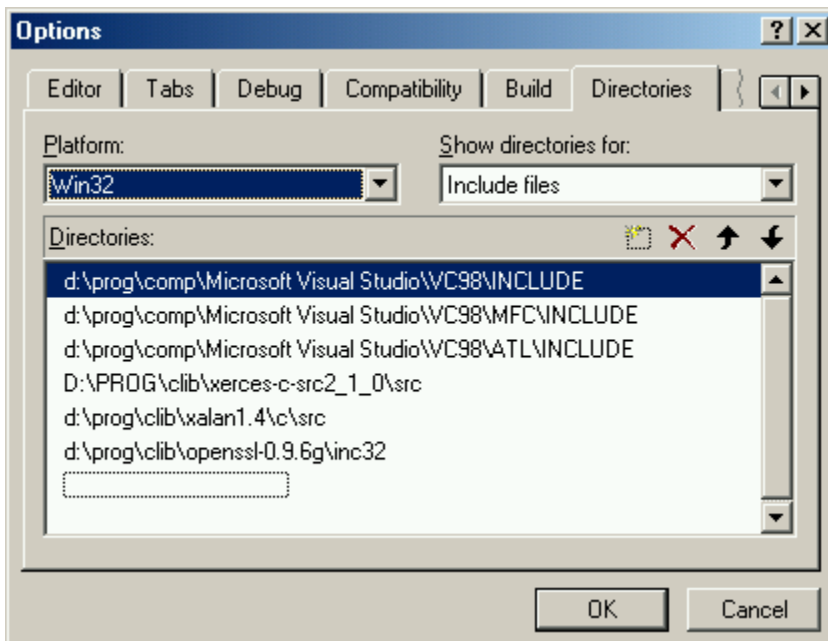 Options
Editor Tabs Debug Compatibility Build Directories
Platform: Show directories for:
Win32 Include files
Directories:
d:\prog\comp\Microsoft Visual Studio\VC98\INCLUDE
d:\prog\comp\Microsoft Visual Studio\VC98\MFC\INCLUDE
d:\prog\comp\Microsoft Visual Studio\VC98\ATL\INCLUDE
D:\PROG\clib\xerces-c-src2_1_0\src
d:\prog\clib\xalan1.4\c\src
d:\prog\clib\openssl-0.9.6g\inc32
OK Cancel